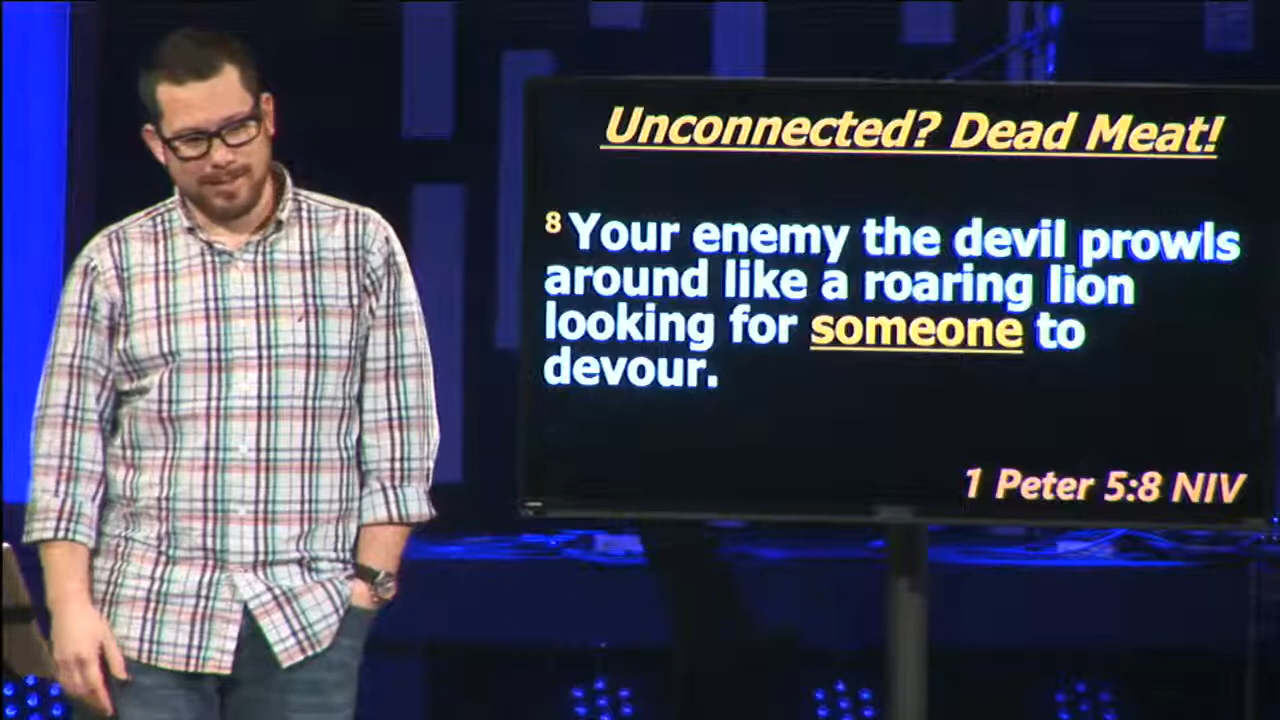 Unconnected? Dead Meat!
8 Your enemy the devil prowls
around like a roaring lion
looking for someone to
devour.
1 Peter 5:8 NIV